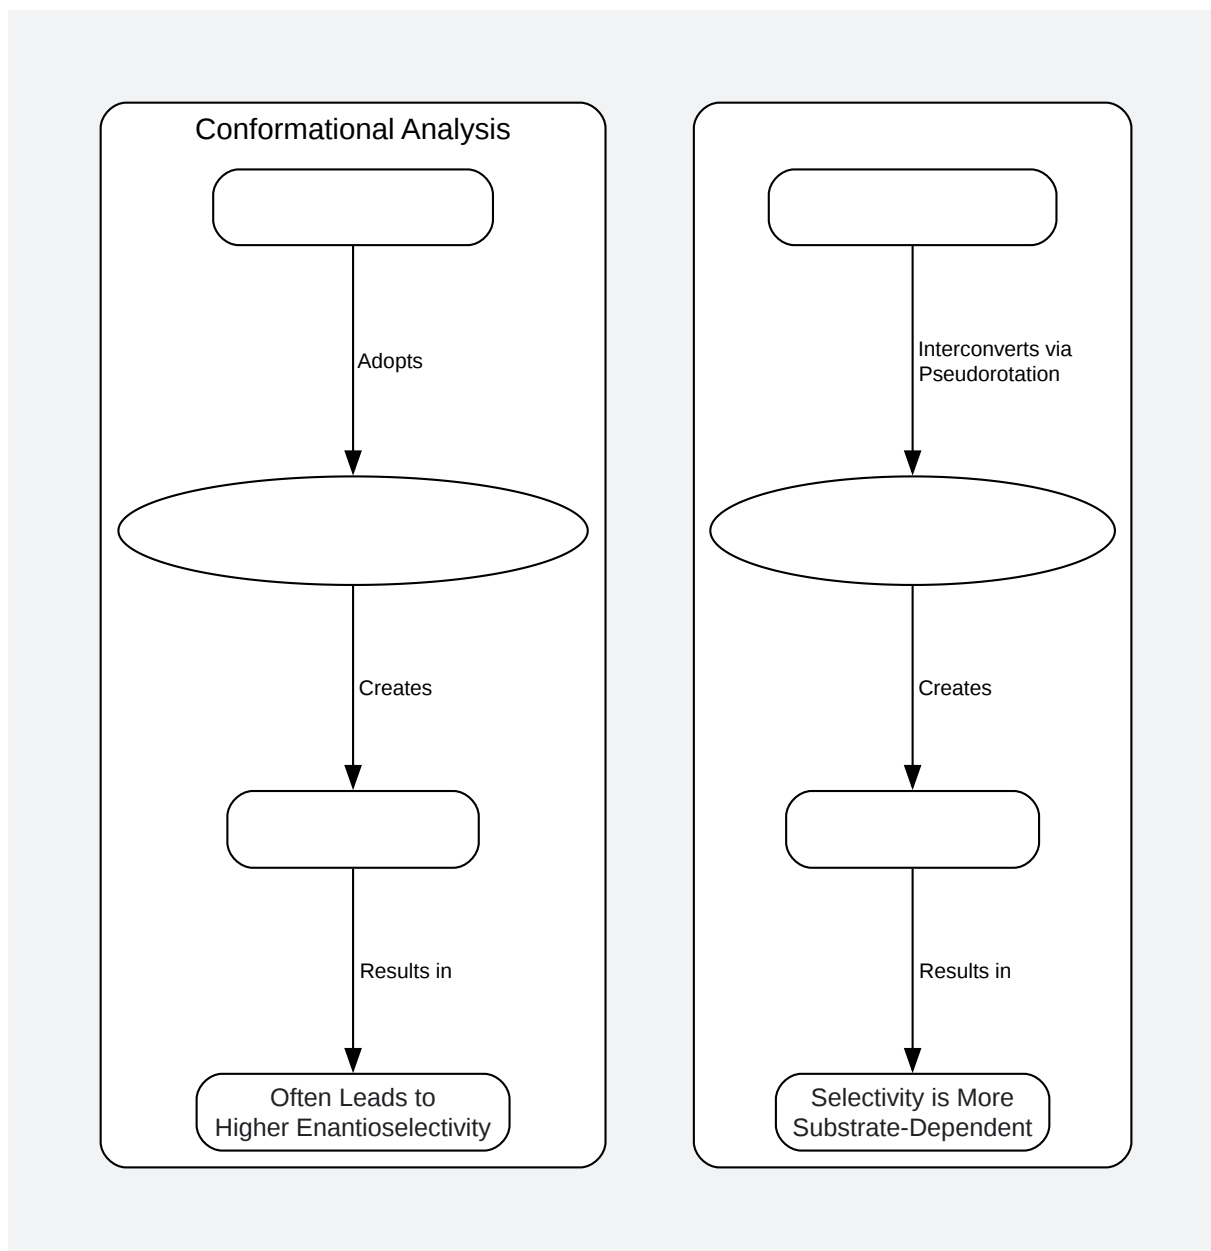 Conformational Analysis
Adopts
Creates
Results in
Often Leads to
Higher Enantioselectivity
Interconverts via
Pseudorotation
Creates
Results in
Selectivity is More
Substrate-Dependent